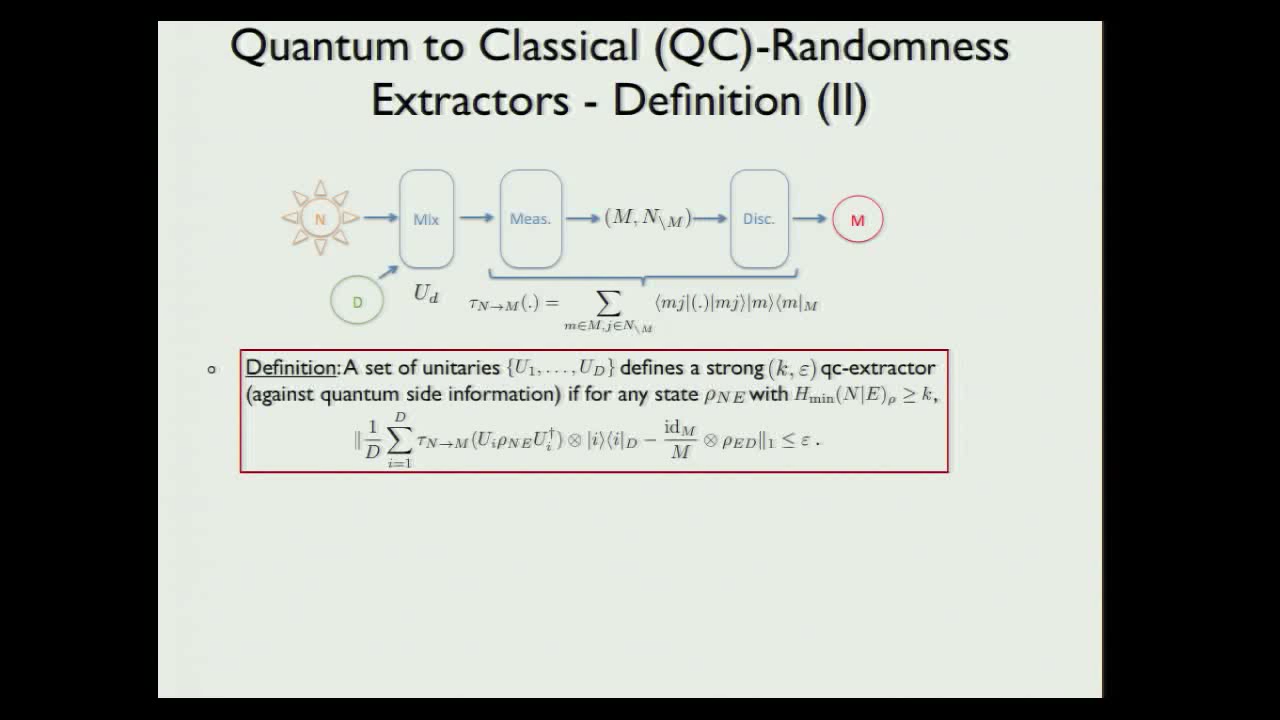 Quantum to Classical (QC)-Randomness
Extractors - Definition (II)
N
Mix
Meas.
(M, N\M)
Disc.
M
D
U_d
τ_{N→M}(.) = ∑_{m∈M,j∈N\M} ⟨mj|(.)|mj⟩|m⟩⟨m|_M
Definition: A set of unitaries {U_1, . . . , U_D} defines a strong (k, ε) qc-extractor
(against quantum side information) if for any state ρ_{NE} with H_min(N|E)_ρ ≥ k,
‖ 1/D ∑_{i=1}^{D} τ_{N→M}(U_i ρ_{NE} U_i^†) ⊗ |i⟩⟨i|_D − id_M/M ⊗ ρ_{ED}‖_1 ≤ ε .